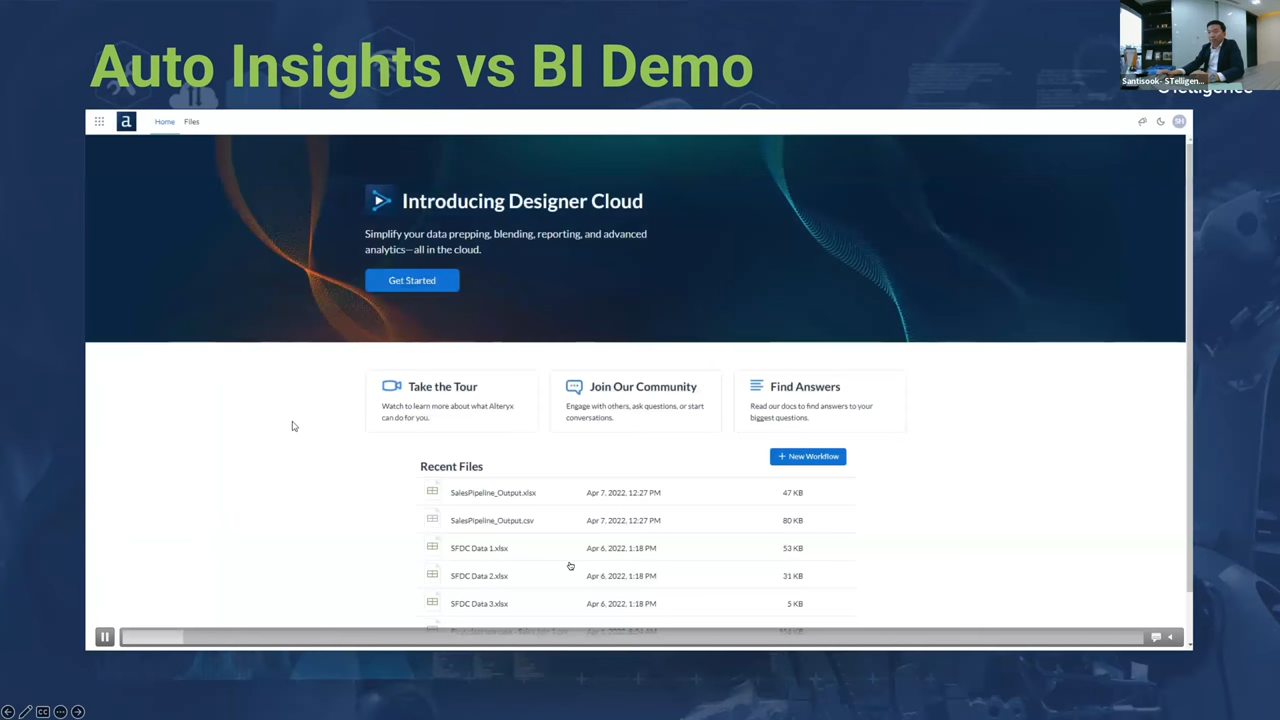 Auto Insights vs BI Demo
Santisook- STelligen...
STelligence
a
Home
Files
SH
Introducing Designer Cloud
Simplify your data prepping, blending, reporting, and advanced
analytics—all in the cloud.
Get Started
Take the Tour
Watch to learn more about what Alteryx
can do for you.
Join Our Community
Engage with others, ask questions, or start
conversations.
Find Answers
Read our docs to find answers to your
biggest questions.
+ New Workflow
Recent Files
SalesPipeline_Output.xlsx Apr 7, 2022, 12:27 PM 47 KB
SalesPipeline_Output.csv Apr 7, 2022, 12:27 PM 80 KB
SFDC Data 1.xlsx Apr 6, 2022, 1:18 PM 53 KB
SFDC Data 2.xlsx Apr 6, 2022, 1:18 PM 31 KB
SFDC Data 3.xlsx Apr 6, 2022, 1:18 PM 5 KB
CC